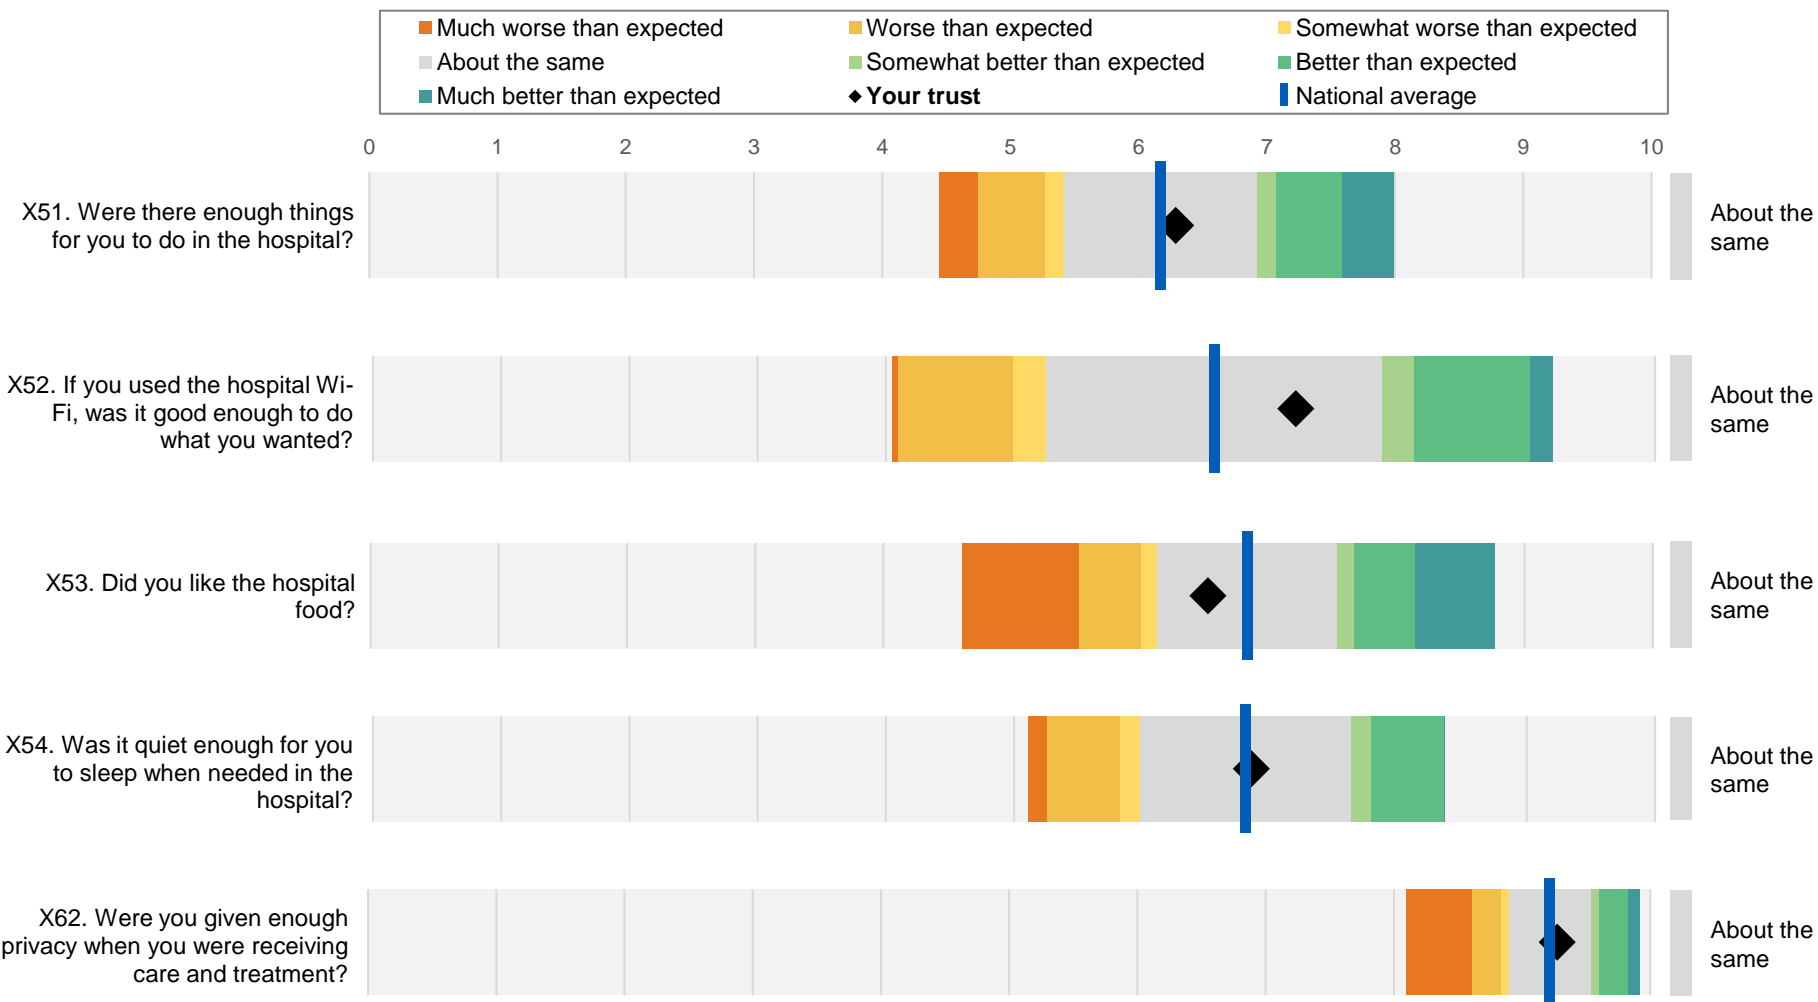 Much worse than expected
Worse than expected
Somewhat worse than expected
About the same
Somewhat better than expected
Better than expected
Much better than expected
Your trust
National average
0 1 2 3 4 5 6 7 8 9 10
X51. Were there enough things
for you to do in the hospital?
About the
same
X52. If you used the hospital Wi-
Fi, was it good enough to do
what you wanted?
About the
same
X53. Did you like the hospital
food?
About the
same
X54. Was it quiet enough for you
to sleep when needed in the
hospital?
About the
same
X62. Were you given enough
privacy when you were receiving
care and treatment?
About the
same